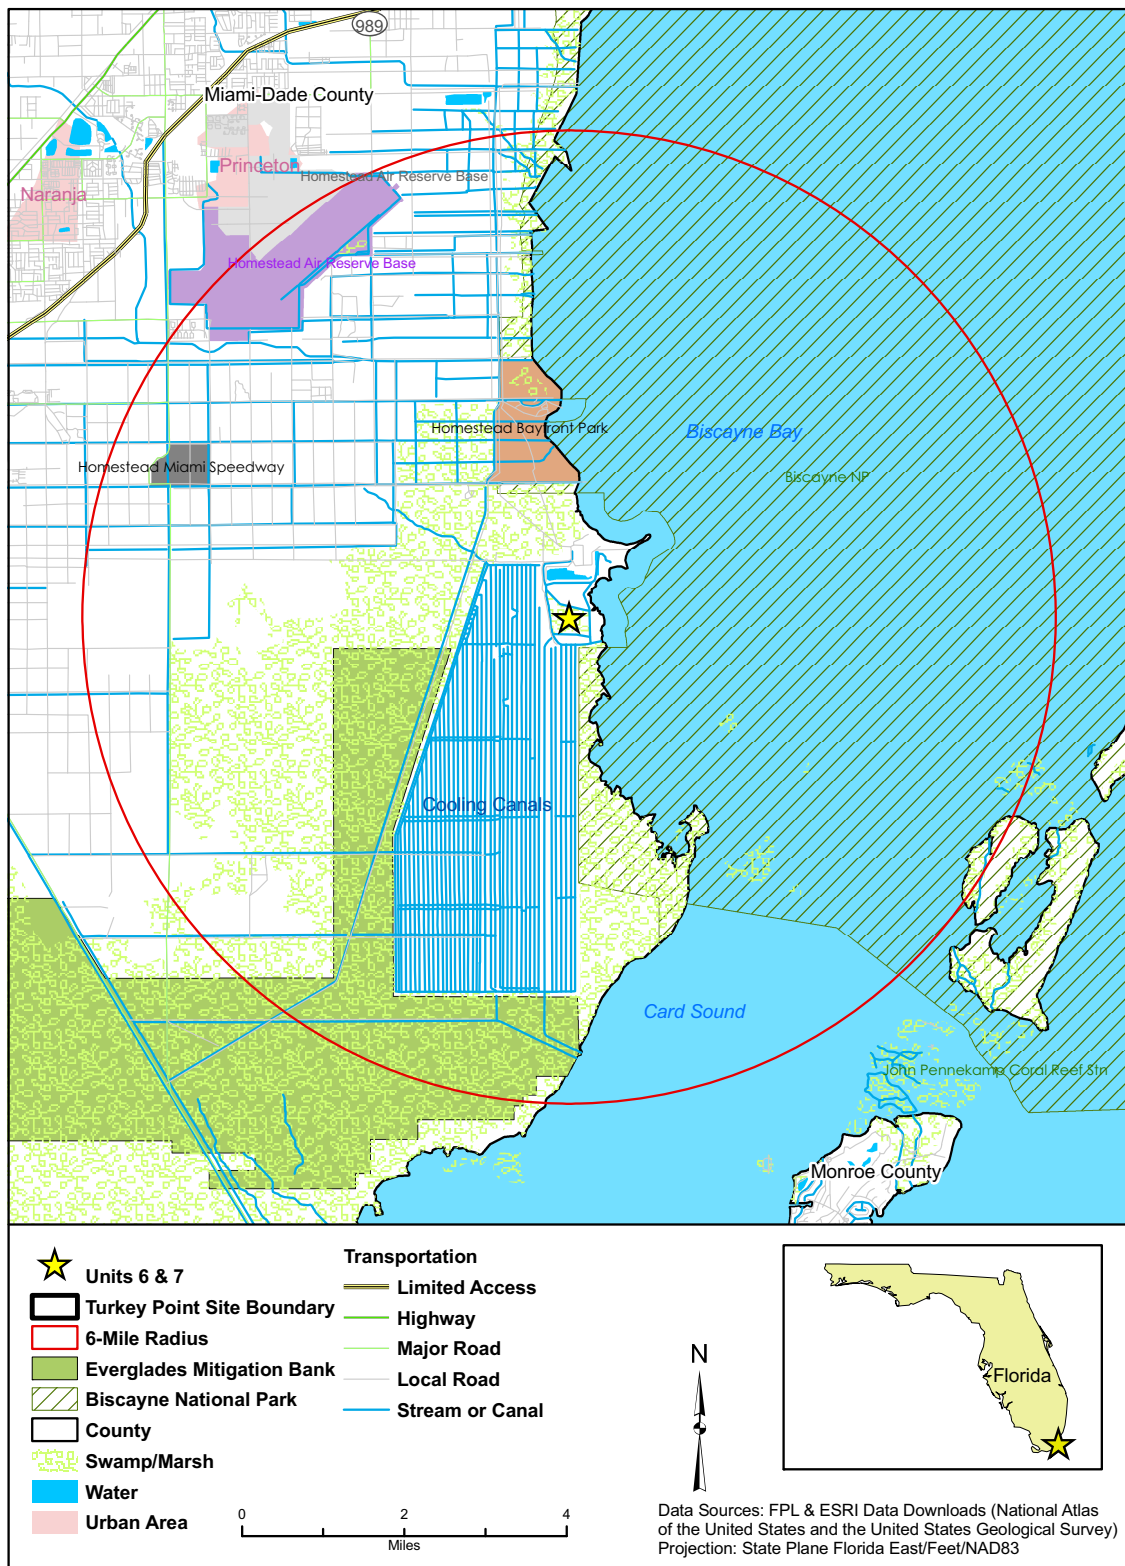 989
Miami-Dade County
Princeton
Homestead Air Reserve Base
Naranja
Homestead Air Reserve Base
Homestead Bayfront Park
Biscayne Bay
Homestead Miami Speedway
Biscayne NP
Cooling Canals
Card Sound
John Pennekamp Coral Reef Stn
Monroe County
Units 6 & 7
Turkey Point Site Boundary
6-Mile Radius
Everglades Mitigation Bank
Biscayne National Park
County
Swamp/Marsh
Water
Urban Area
Transportation
Limited Access
Highway
Major Road
Local Road
Stream or Canal
0 2 4
Miles
N
Florida
Data Sources: FPL & ESRI Data Downloads (National Atlas
of the United States and the United States Geological Survey)
Projection: State Plane Florida East/Feet/NAD83